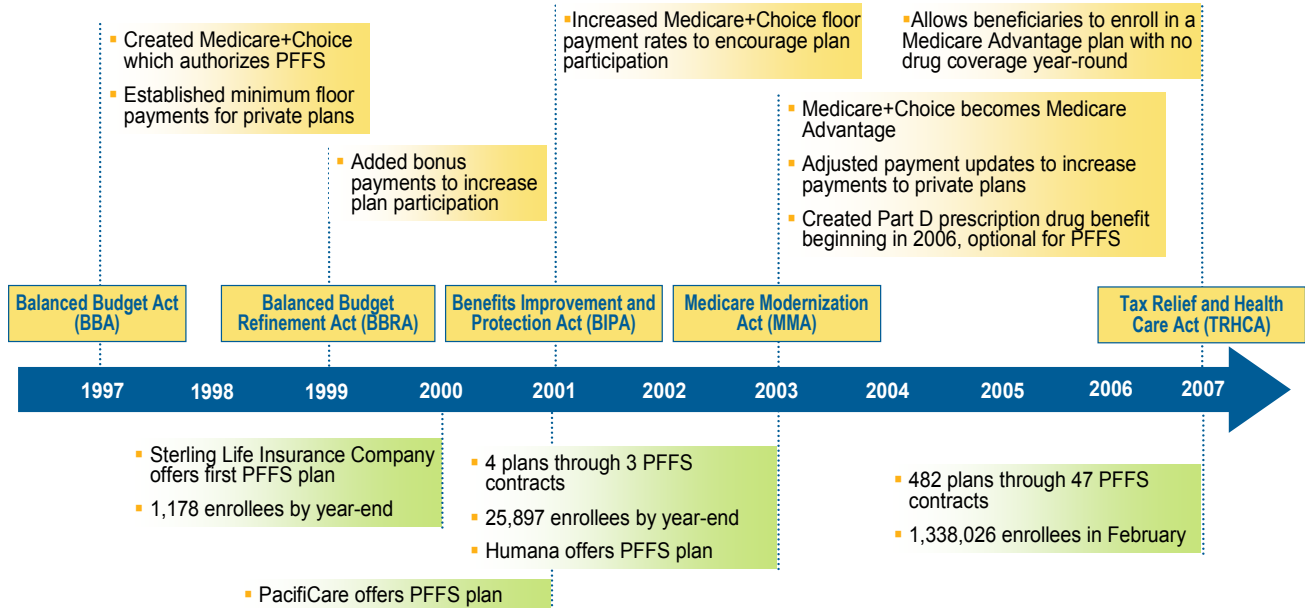 ▪ Created Medicare+Choice
which authorizes PFFS
▪ Established minimum floor
payments for private plans
▪ Added bonus
payments to increase
plan participation
▪Increased Medicare+Choice floor
payment rates to encourage plan
participation
▪ Medicare+Choice becomes Medicare
Advantage
▪ Adjusted payment updates to increase
payments to private plans
▪ Created Part D prescription drug benefit
beginning in 2006, optional for PFFS
▪Allows beneficiaries to enroll in a
Medicare Advantage plan with no
drug coverage year-round
Balanced Budget Act
(BBA)
Balanced Budget
Refinement Act (BBRA)
Benefits Improvement and
Protection Act (BIPA)
Medicare Modernization
Act (MMA)
Tax Relief and Health
Care Act (TRHCA)
1997 1998 1999 2000 2001 2002 2003 2004 2005 2006 2007
▪ Sterling Life Insurance Company
offers first PFFS plan
▪ 1,178 enrollees by year-end
▪ PacifiCare offers PFFS plan
▪ 4 plans through 3 PFFS
contracts
▪ 25,897 enrollees by year-end
▪ Humana offers PFFS plan
▪ 482 plans through 47 PFFS
contracts
▪ 1,338,026 enrollees in February